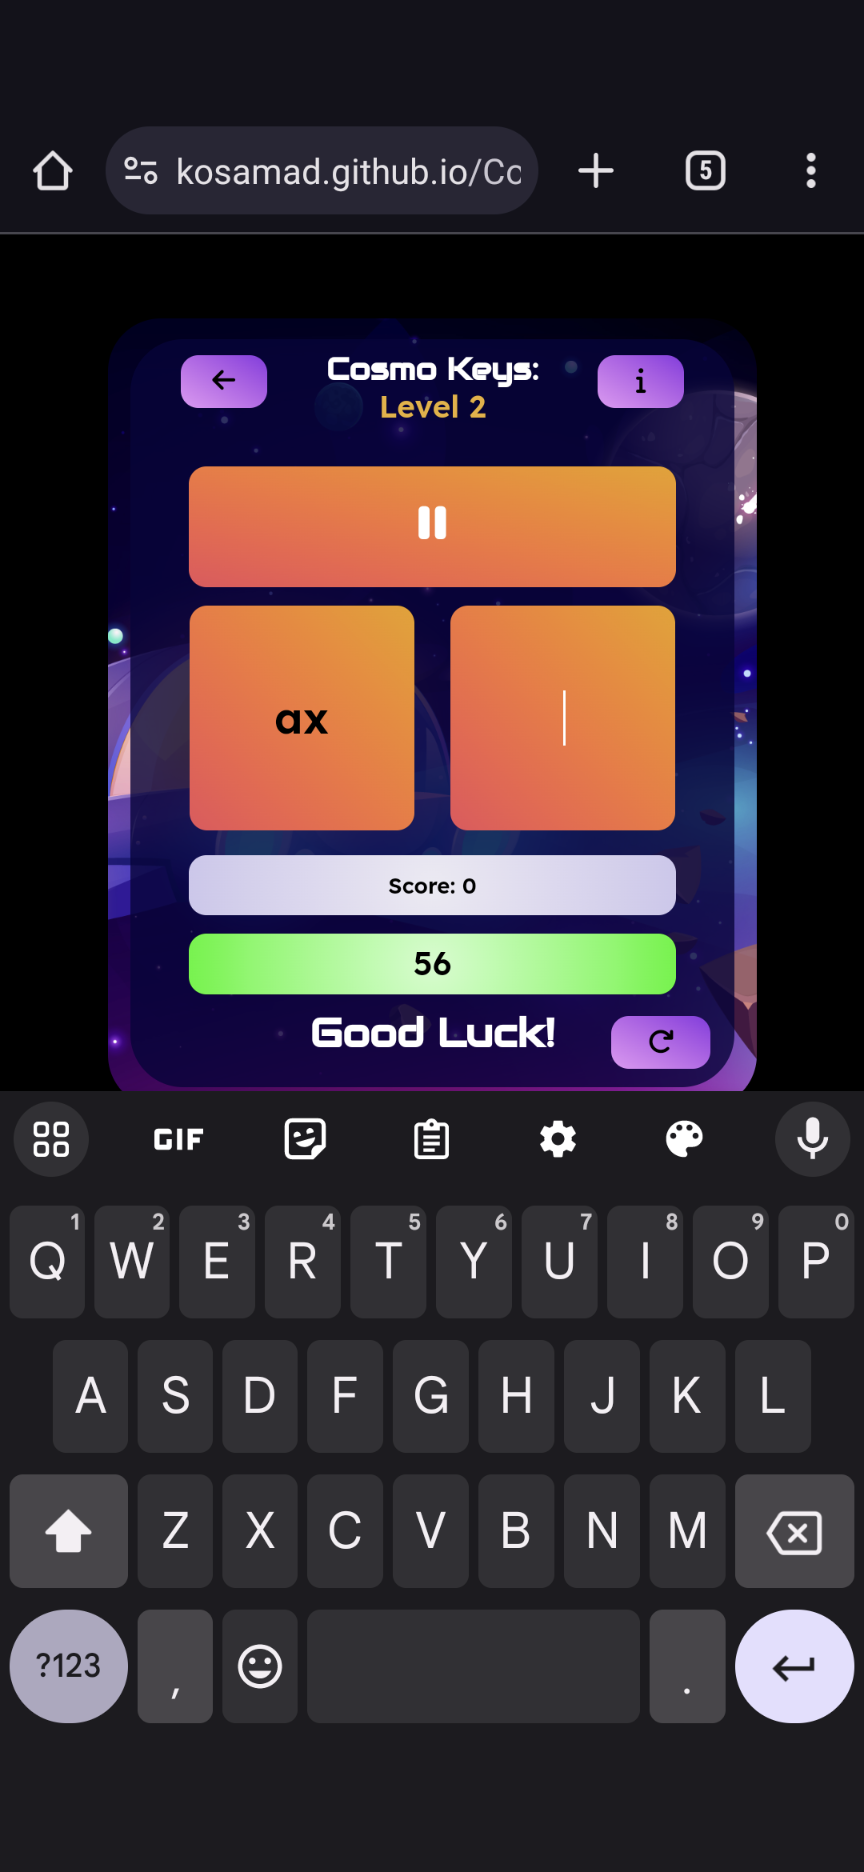 kosamad.github.io/Co
5
Cosmo Keys:
Level 2
i
ax
Score: 0
56
Good Luck!
GIF
1 2 3 4 5 6 7 8 9 0
Q W E R T Y U I O P
A S D F G H J K L
Z X C V B N M
?123 , .